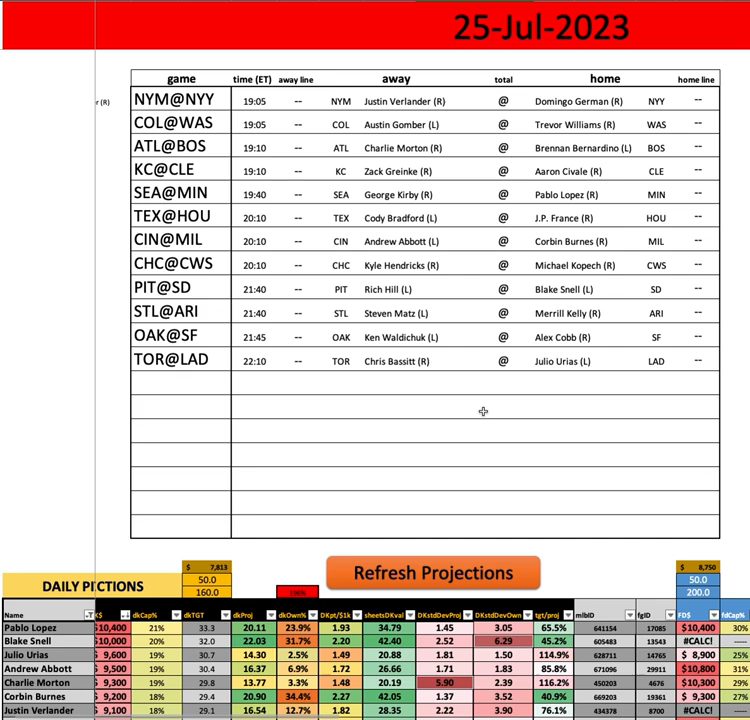 25-Jul-2023
game time (ET) away line away total home home line
r (R)
NYM@NYY 19:05 -- NYM Justin Verlander (R) @ Domingo German (R) NYY --
COL@WAS 19:05 -- COL Austin Gomber (L) @ Trevor Williams (R) WAS --
ATL@BOS 19:10 -- ATL Charlie Morton (R) @ Brennan Bernardino (L) BOS --
KC@CLE 19:10 -- KC Zack Greinke (R) @ Aaron Civale (R) CLE --
SEA@MIN 19:40 -- SEA George Kirby (R) @ Pablo Lopez (R) MIN --
TEX@HOU 20:10 -- TEX Cody Bradford (L) @ J.P. France (R) HOU --
CIN@MIL 20:10 -- CIN Andrew Abbott (L) @ Corbin Burnes (R) MIL --
CHC@CWS 20:10 -- CHC Kyle Hendricks (R) @ Michael Kopech (R) CWS --
PIT@SD 21:40 -- PIT Rich Hill (L) @ Blake Snell (L) SD --
STL@ARI 21:40 -- STL Steven Matz (L) @ Merrill Kelly (R) ARI --
OAK@SF 21:45 -- OAK Ken Waldichuk (L) @ Alex Cobb (R) SF --
TOR@LAD 22:10 -- TOR Chris Bassitt (R) @ Julio Urias (L) LAD --
$ 7,813 Refresh Projections $ 8,750
DAILY PICTIONS 50.0 50.0
160.0 200.0
Name K$ dkCap% dkTGT dkProj dkOwn% DKpt/$1k sheetsDKval DKstdDevProj DKstdDevOwn tgt/proj mlbID fgID FD$ fdCap%
Pablo Lopez $10,400 21% 33.3 20.11 23.9% 1.93 34.79 1.45 3.05 65.5% 641154 17085 $10,400 30%
Blake Snell $10,000 20% 32.0 22.03 31.7% 2.20 42.40 2.52 6.29 45.2% 605483 13543 #CALC! -----
Julio Urias $ 9,600 19% 30.7 14.30 2.5% 1.49 20.88 1.81 1.50 114.9% 628711 14765 $ 8,900 25%
Andrew Abbott $ 9,500 19% 30.4 16.37 6.9% 1.72 26.66 1.71 1.83 85.8% 671096 29911 $10,800 31%
Charlie Morton $ 9,300 19% 29.8 13.77 3.3% 1.48 20.19 5.90 2.39 116.2% 450203 4676 $10,300 29%
Corbin Burnes $ 9,200 18% 29.4 20.90 34.4% 2.27 42.05 1.37 3.52 40.9% 669203 19361 $ 9,300 27%
Justin Verlander $ 9,100 18% 29.1 16.54 12.7% 1.82 28.35 2.22 3.90 76.1% 434378 8700 #CALC! -----